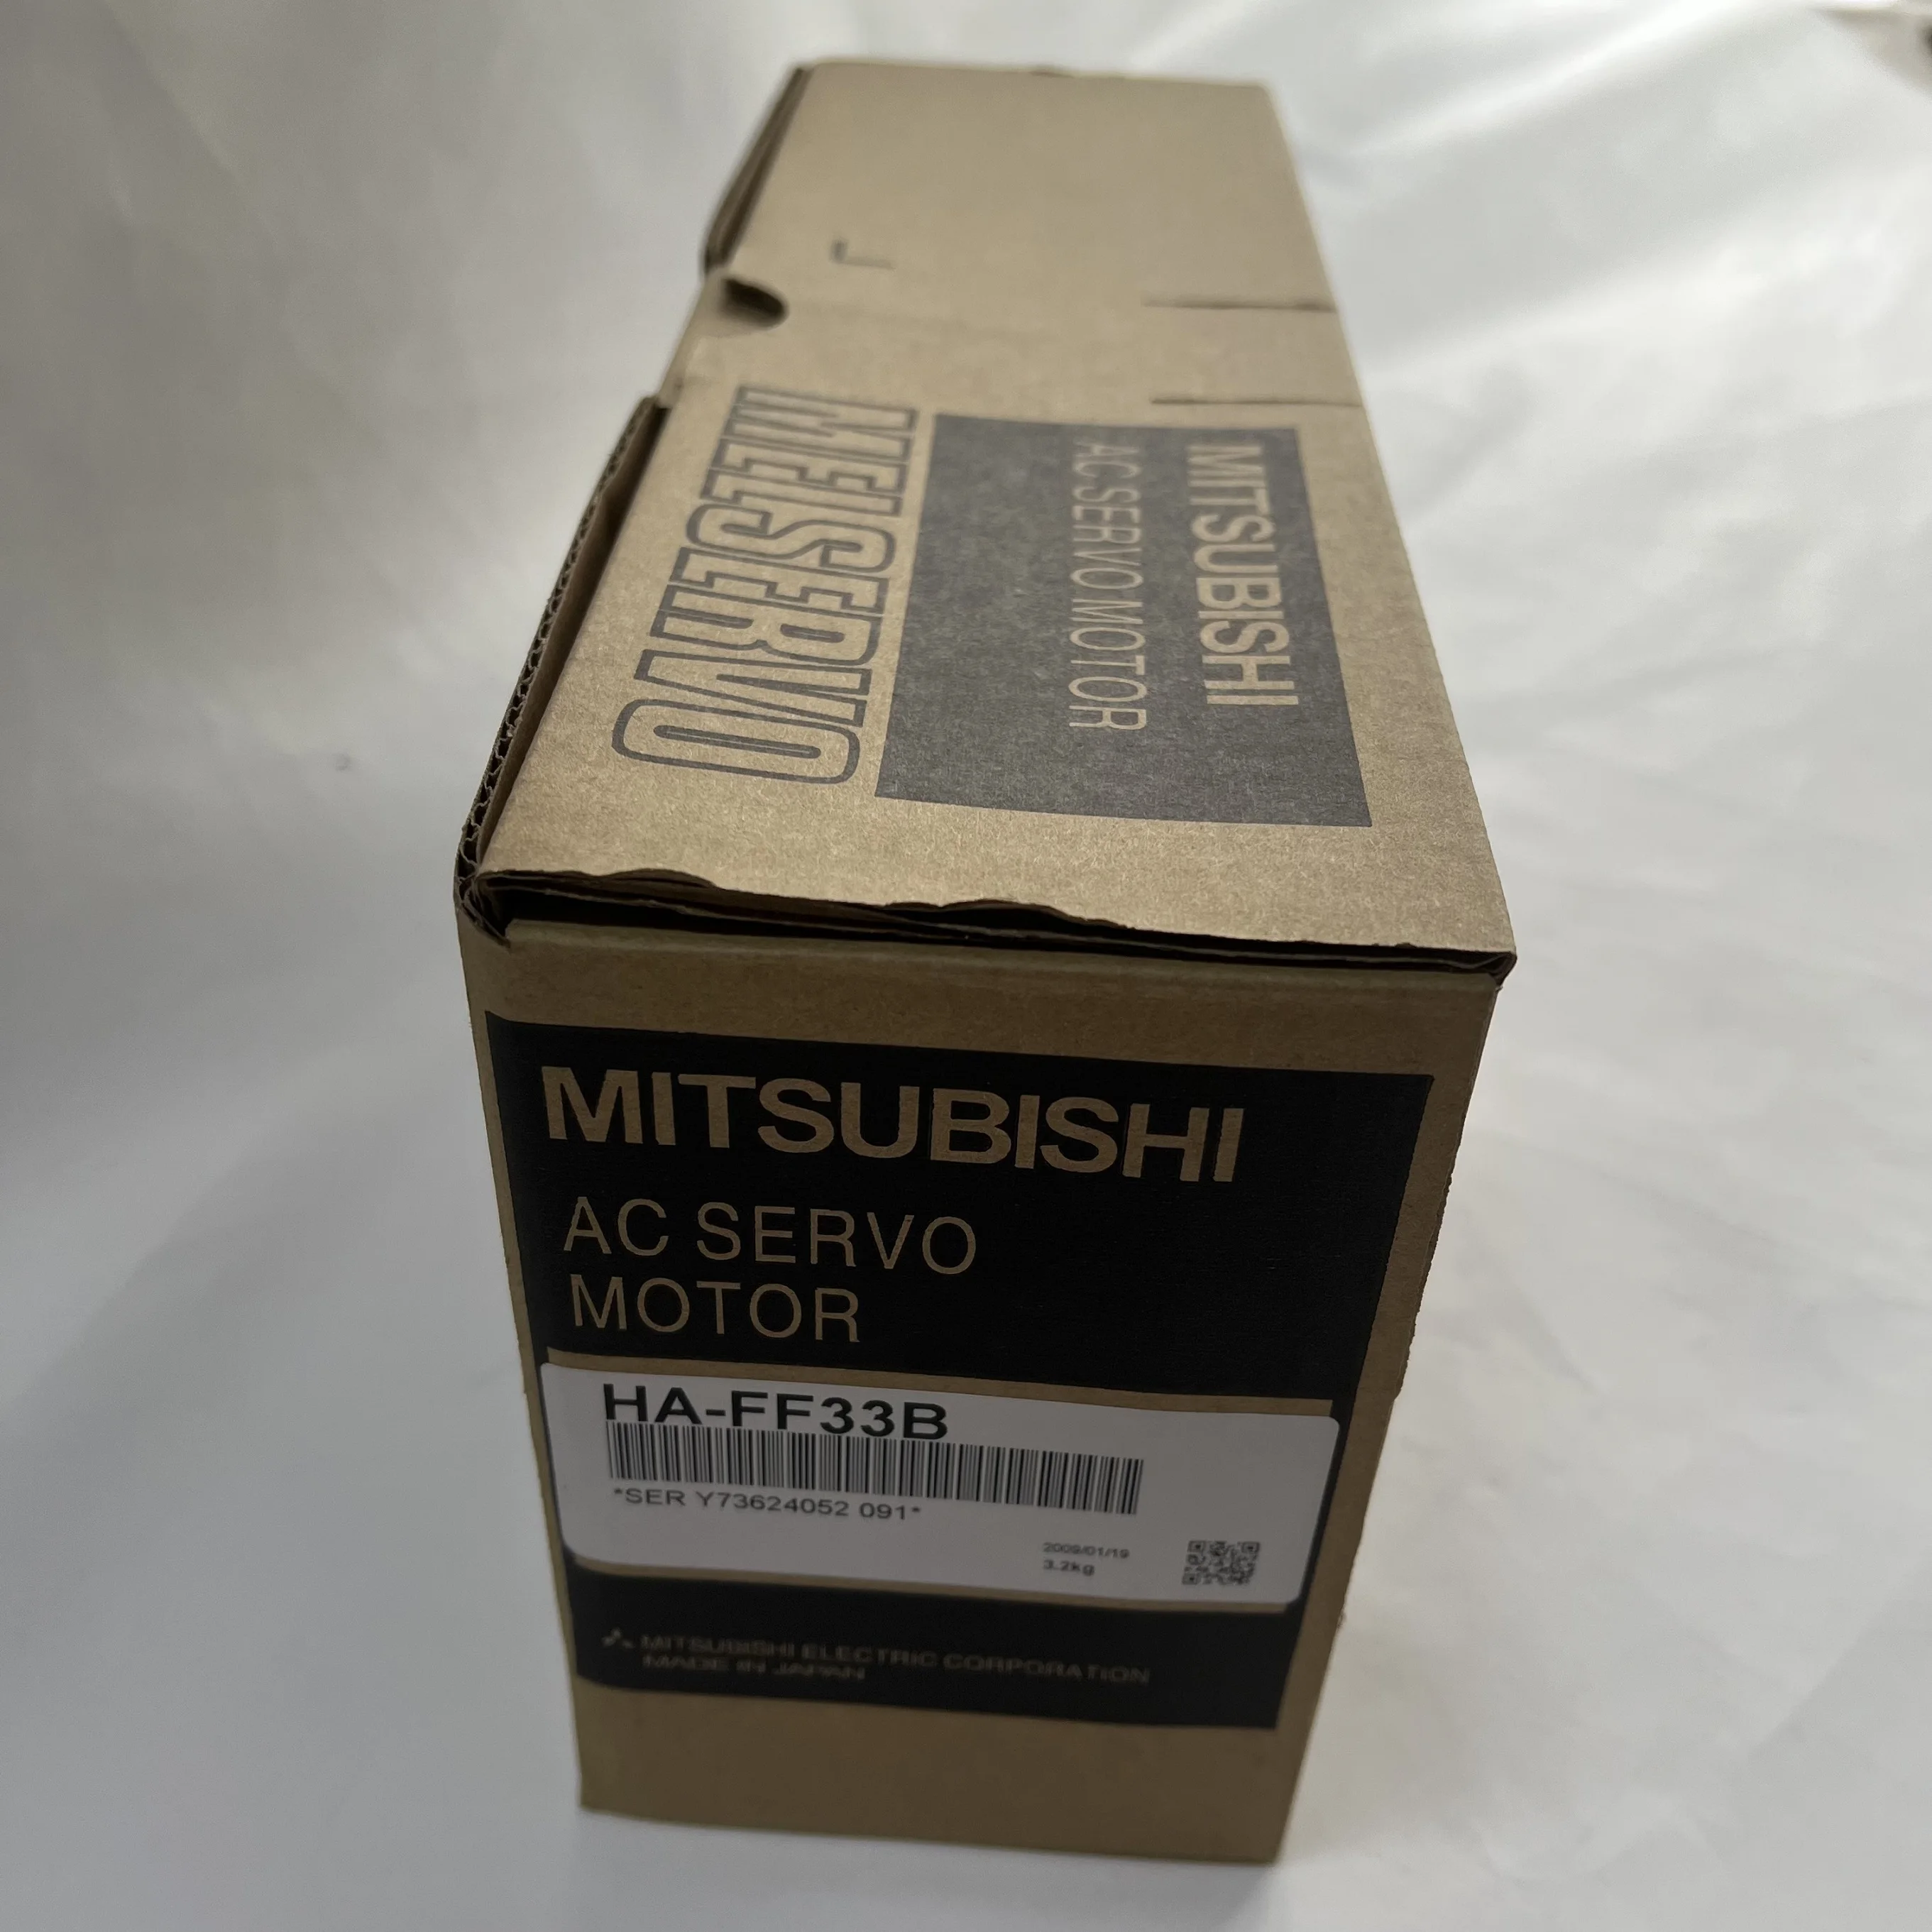 MELSERVO
MITSUBISHI
AC SERVO MOTOR
MITSUBISHI
AC SERVO
MOTOR
HA-FF33B
*SER Y73624052 091*
2009/01/19
3.2kg
MITSUBISHI ELECTRIC CORPORATION
MADE IN JAPAN